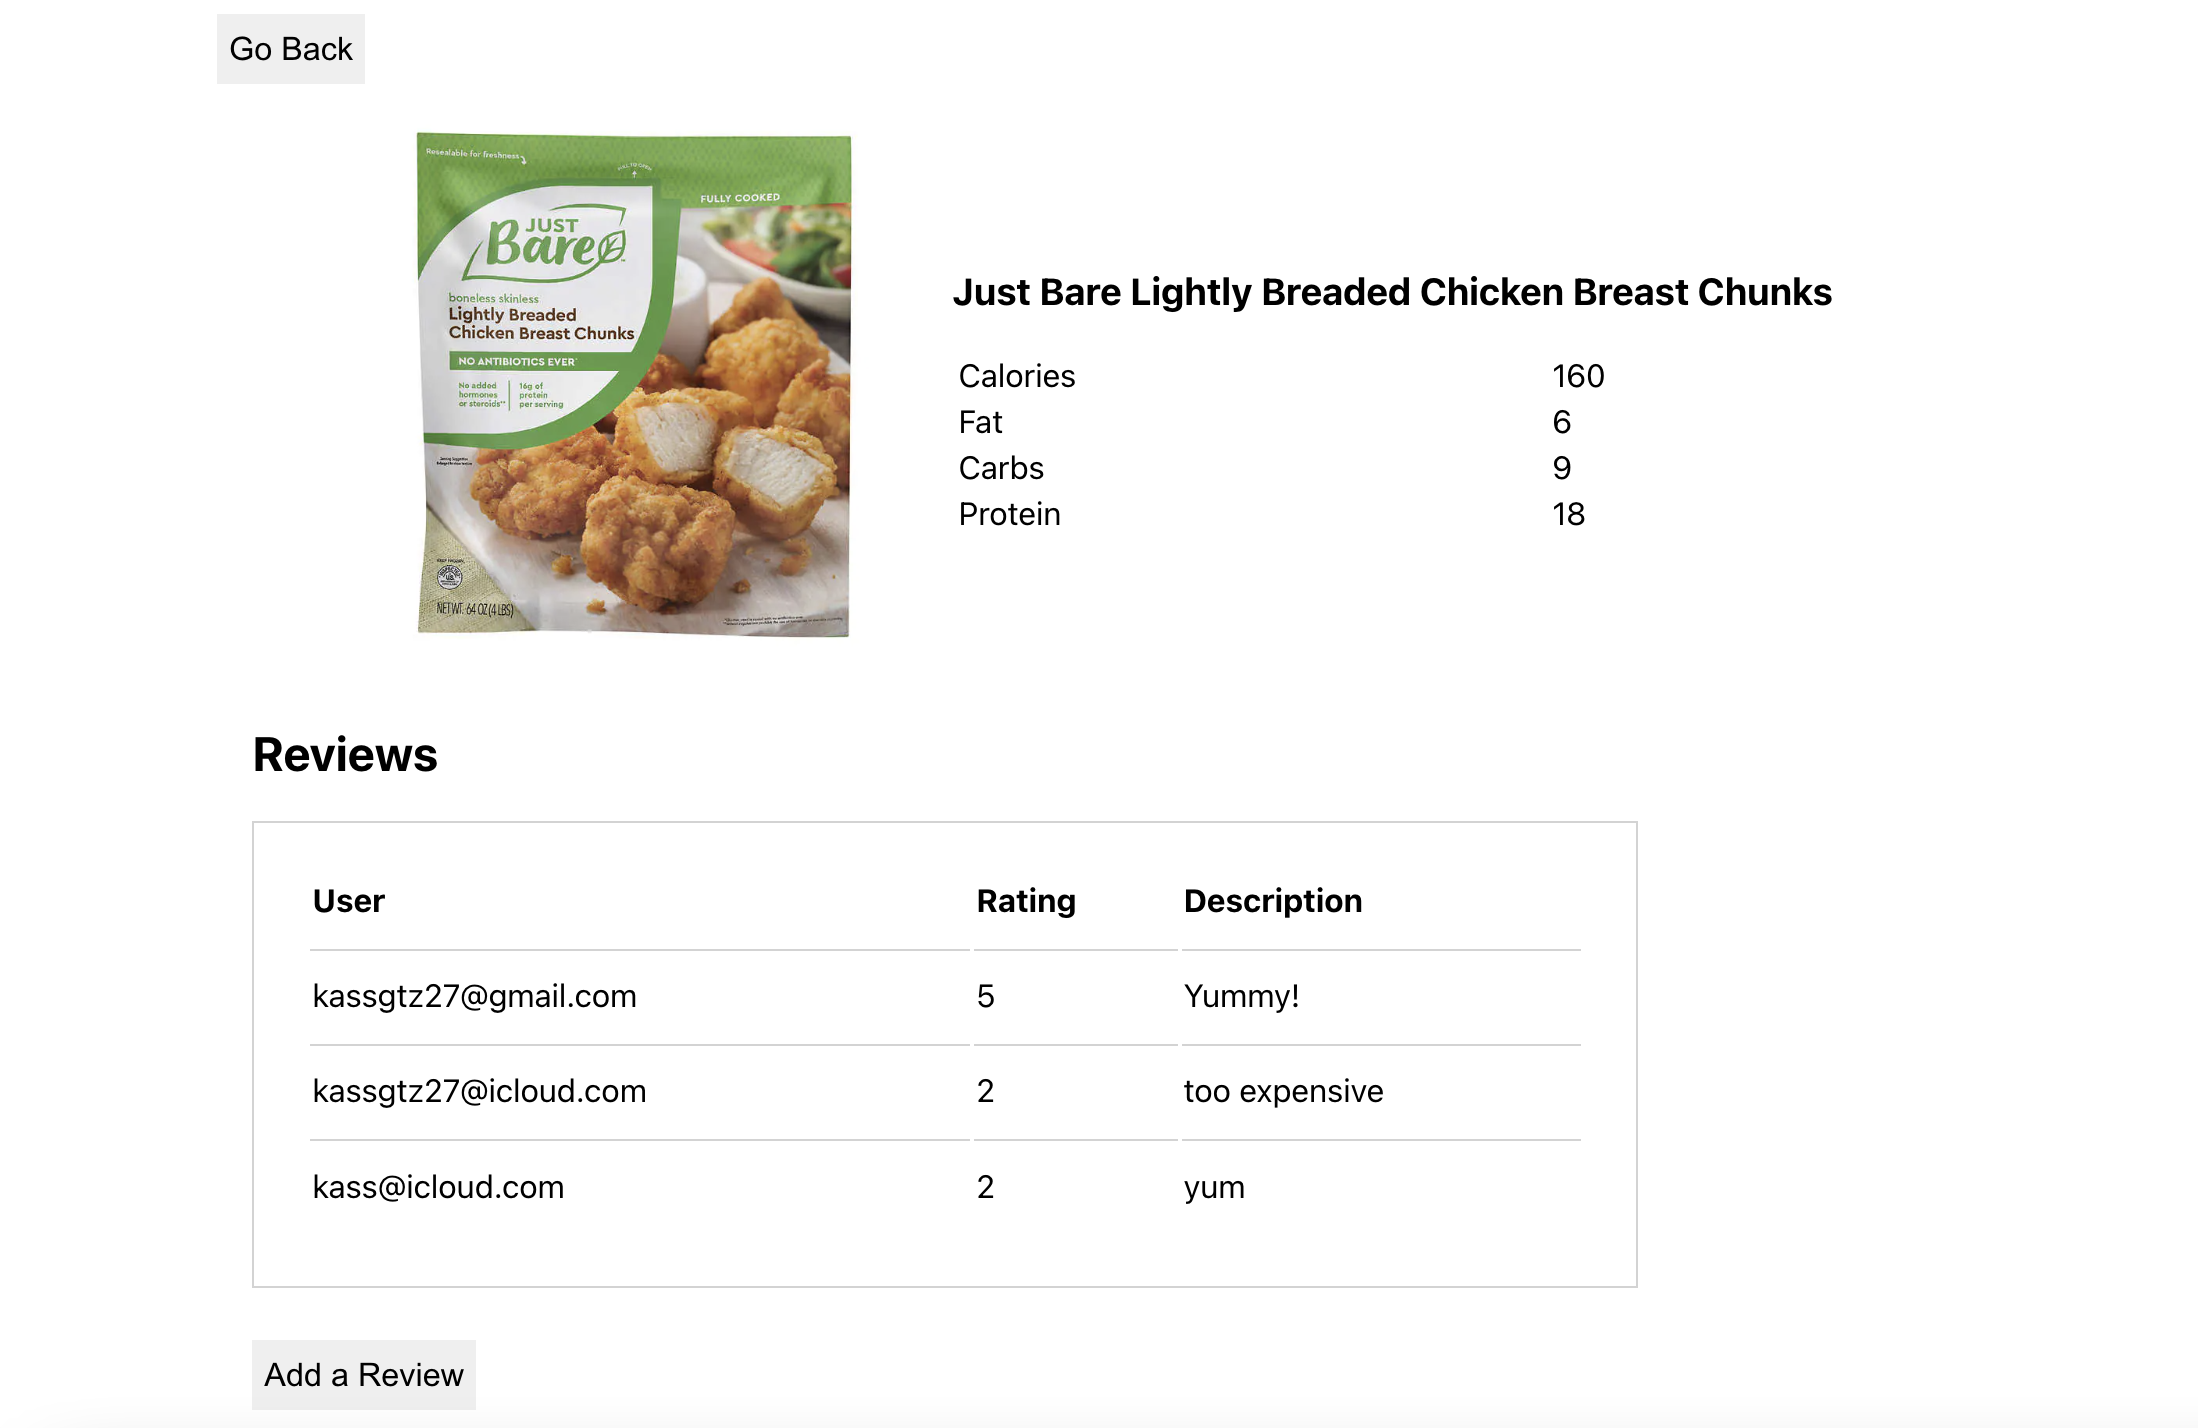 Go Back
Resealable for freshness
FULLY COOKED
JUST
Bare
boneless skinless
Lightly Breaded
Chicken Breast Chunks
NO ANTIBIOTICS EVER*
No added hormones or steroids**
16g of protein per serving
KEEP FROZEN
NET WT. 64 OZ (4 LBS)
Just Bare Lightly Breaded Chicken Breast Chunks
Calories 160
Fat 6
Carbs 9
Protein 18
Reviews
User Rating Description
kassgtz27@gmail.com 5 Yummy!
kassgtz27@icloud.com 2 too expensive
kass@icloud.com 2 yum
Add a Review